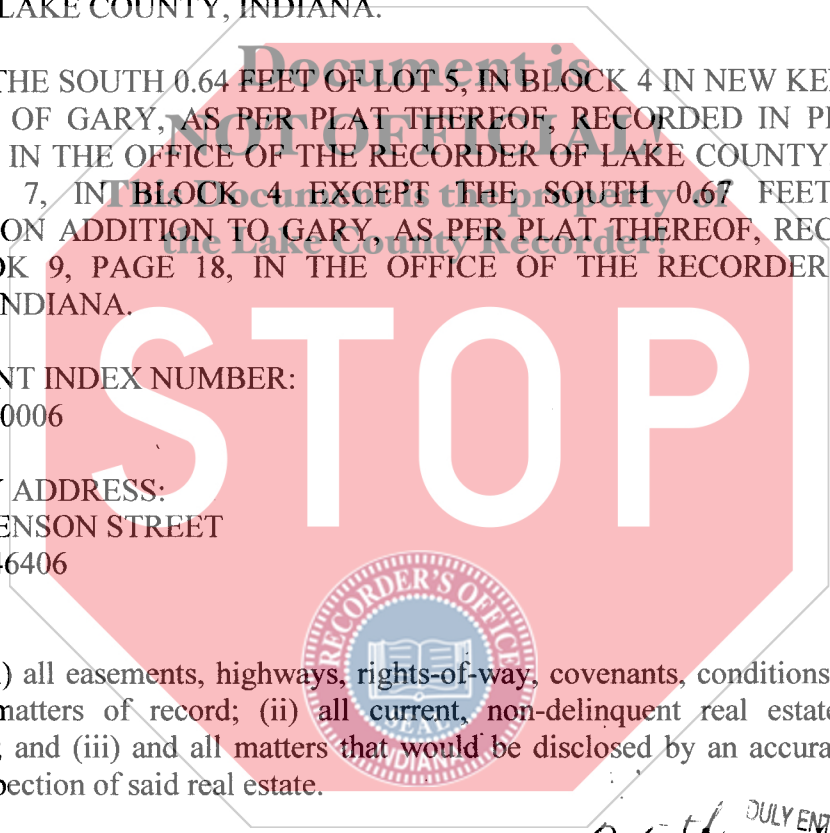 LAKE COUNTY, INDIANA.
Document is
THE SOUTH 0.64 FEET OF LOT 5, IN BLOCK 4 IN NEW KE
OF GARY, AS PER PLAT THEREOF, RECORDED IN P
NOT OFFICIAL!
IN THE OFFICE OF THE RECORDER OF LAKE COUNTY
7, IN BLOCK 4 EXCEPT THE SOUTH 0.67 FEET
This Document is the property of
ON ADDITION TO GARY, AS PER PLAT THEREOF, REC
the Lake County Recorder!
OK 9, PAGE 18, IN THE OFFICE OF THE RECORDER
INDIANA.
STOP
NT INDEX NUMBER:
0006
ADDRESS:
ENSON STREET
46406
RECORDER'S OFFICE
) all easements, highways, rights-of-way, covenants, conditions
matters of record; (ii) all current, non-delinquent real estate
; and (iii) and all matters that would be disclosed by an accura
SEAL
INDIANA
pection of said real estate.
DULY ENT